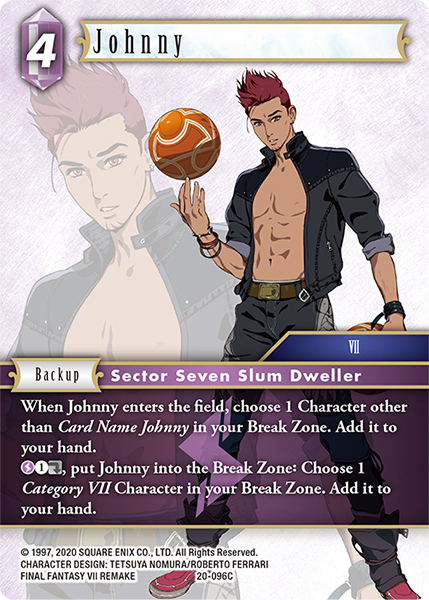 4
Johnny
VII
Backup
Sector Seven Slum Dweller
When Johnny enters the field, choose 1 Character other
than Card Name Johnny in your Break Zone. Add it to
your hand.
1, put Johnny into the Break Zone: Choose 1
Category VII Character in your Break Zone. Add it to
your hand.
© 1997, 2020 SQUARE ENIX CO., LTD. All Rights Reserved.
CHARACTER DESIGN: TETSUYA NOMURA/ROBERTO FERRARI
FINAL FANTASY VII REMAKE
20-096C